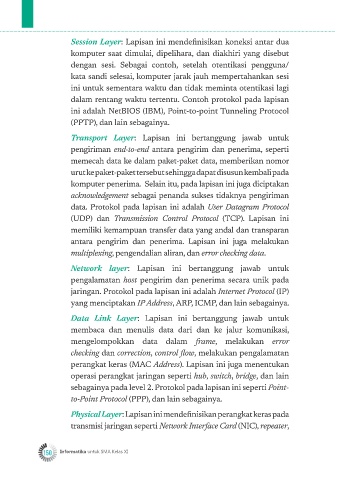 Session Layer: Lapisan ini mendefinisikan koneksi antar dua
komputer saat dimulai, dipelihara, dan diakhiri yang disebut
dengan sesi. Sebagai contoh, setelah otentikasi pengguna/
kata sandi selesai, komputer jarak jauh mempertahankan sesi
ini untuk sementara waktu dan tidak meminta otentikasi lagi
dalam rentang waktu tertentu. Contoh protokol pada lapisan
ini adalah NetBIOS (IBM), Point-to-point Tunneling Protocol
(PPTP), dan lain sebagainya.
Transport Layer: Lapisan ini bertanggung jawab untuk
pengiriman end-to-end antara pengirim dan penerima, seperti
memecah data ke dalam paket-paket data, memberikan nomor
urut ke paket-paket tersebut sehingga dapat disusun kembali pada
komputer penerima. Selain itu, pada lapisan ini juga diciptakan
acknowledgement sebagai penanda sukses tidaknya pengiriman
data. Protokol pada lapisan ini adalah User Datagram Protocol
(UDP) dan Transmission Control Protocol (TCP). Lapisan ini
memiliki kemampuan transfer data yang andal dan transparan
antara pengirim dan penerima. Lapisan ini juga melakukan
multiplexing, pengendalian aliran, dan error checking data.
Network layer: Lapisan ini bertanggung jawab untuk
pengalamatan host pengirim dan penerima secara unik pada
jaringan. Protokol pada lapisan ini adalah Internet Protocol (IP)
yang menciptakan IP Address, ARP, ICMP, dan lain sebagainya.
Data Link Layer: Lapisan ini bertanggung jawab untuk
membaca dan menulis data dari dan ke jalur komunikasi,
mengelompokkan data dalam frame, melakukan error
checking dan correction, control flow, melakukan pengalamatan
perangkat keras (MAC Address). Lapisan ini juga menentukan
operasi perangkat jaringan seperti hub, switch, bridge, dan lain
sebagainya pada level 2. Protokol pada lapisan ini seperti Point-
to-Point Protocol (PPP), dan lain sebagainya.
Physical Layer: Lapisan ini mendefinisikan perangkat keras pada
transmisi jaringan seperti Network Interface Card (NIC), repeater,
158 Informatika untuk SMA Kelas XI